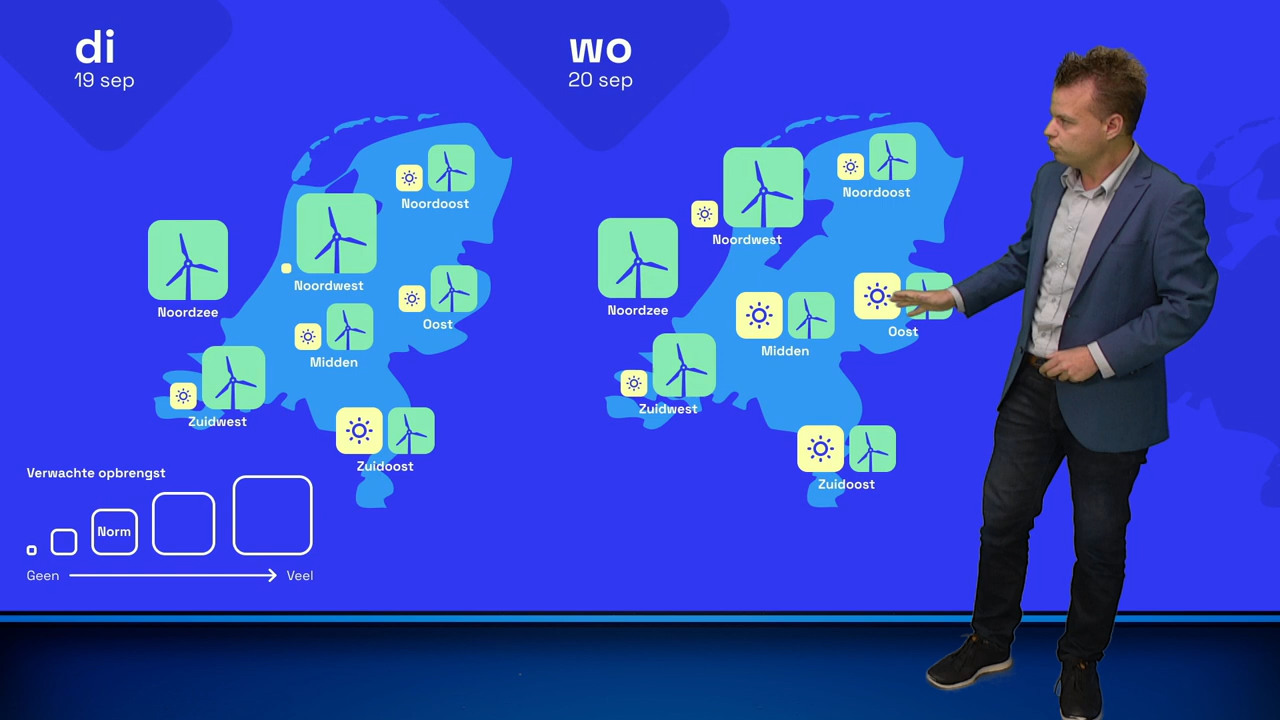 di
19 sep
Noordoost
Noordwest
Noordzee
Oost
Midden
Zuidwest
Zuidoost
Verwachte opbrengst
Norm
Geen
Veel
wo
20 sep
Noordoost
Noordwest
Noordzee
Oost
Midden
Zuidwest
Zuidoost